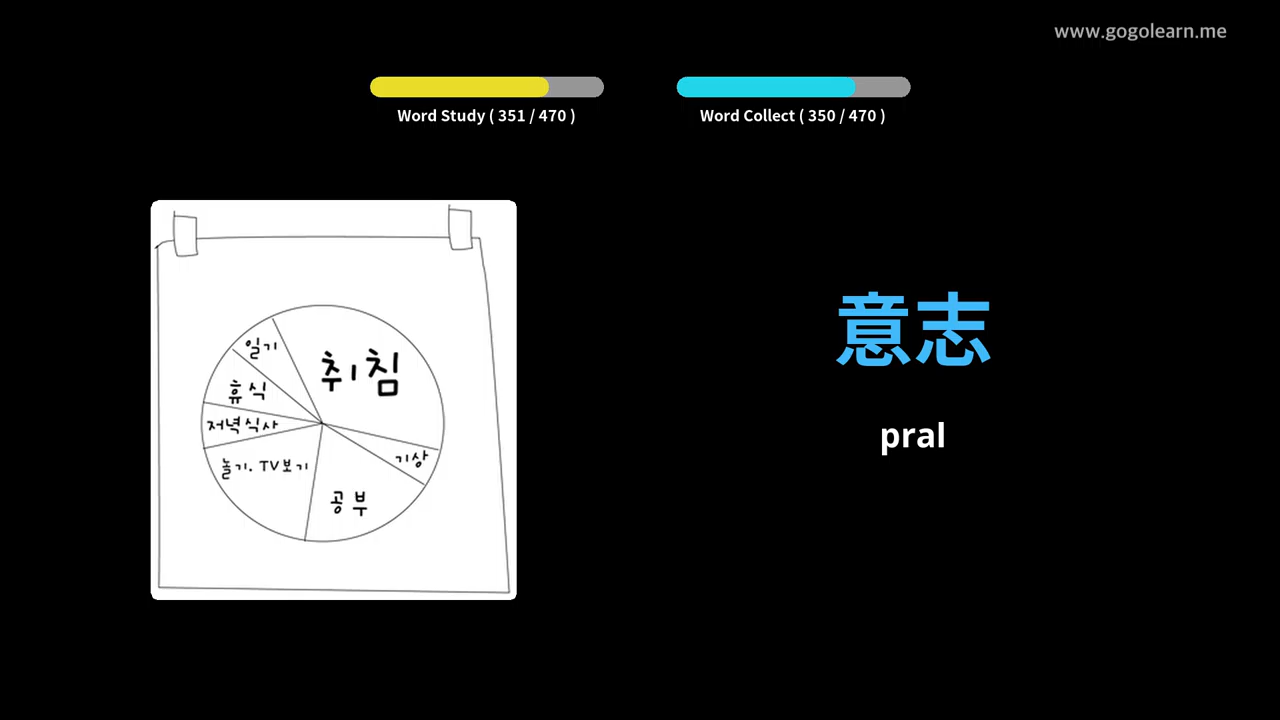 www.gogolearn.me
Word Study ( 351 / 470 )
Word Collect ( 350 / 470 )
일기
취침
휴식
저녁식사
놀기. TV보기
기상
공부
意志
pral